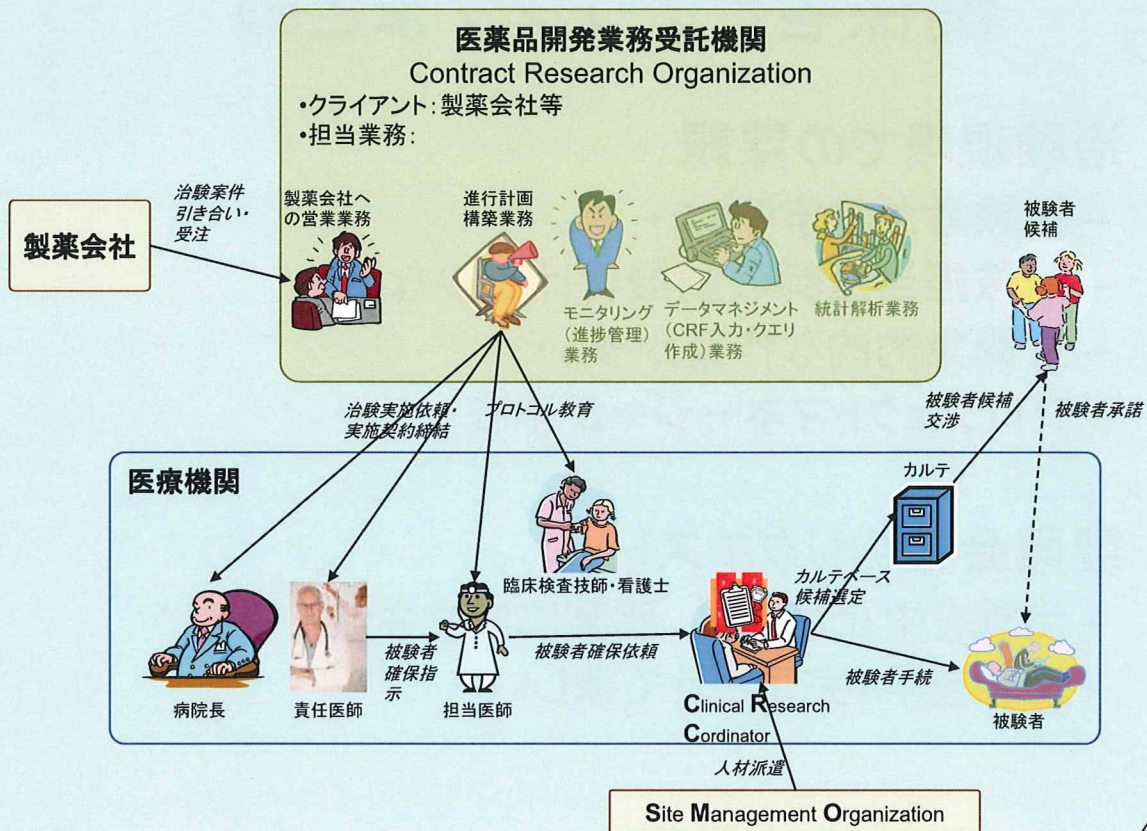 医薬品開発業務受託機関
Contract Research Organization
•クライアント:製薬会社等
•担当業務:
製薬会社へ
の営業業務
進行計画
構築業務
モニタリング
(進捗管理)
業務
データマネジメント
(CRF入力・クエリ
作成)業務
統計解析業務
治験案件
引き合い・
受注
製薬会社
被験者
候補
治験実施依頼・
実施契約締結
プロトコル教育
被験者候補
交渉
被験者承諾
医療機関
カルテ
臨床検査技師・看護士
カルテベース
候補選定
被験者
確保指
示
被験者確保依頼
被験者手続
病院長
責任医師
担当医師
Clinical Research
Cordinator
被験者
人材派遣
Site Management Organization